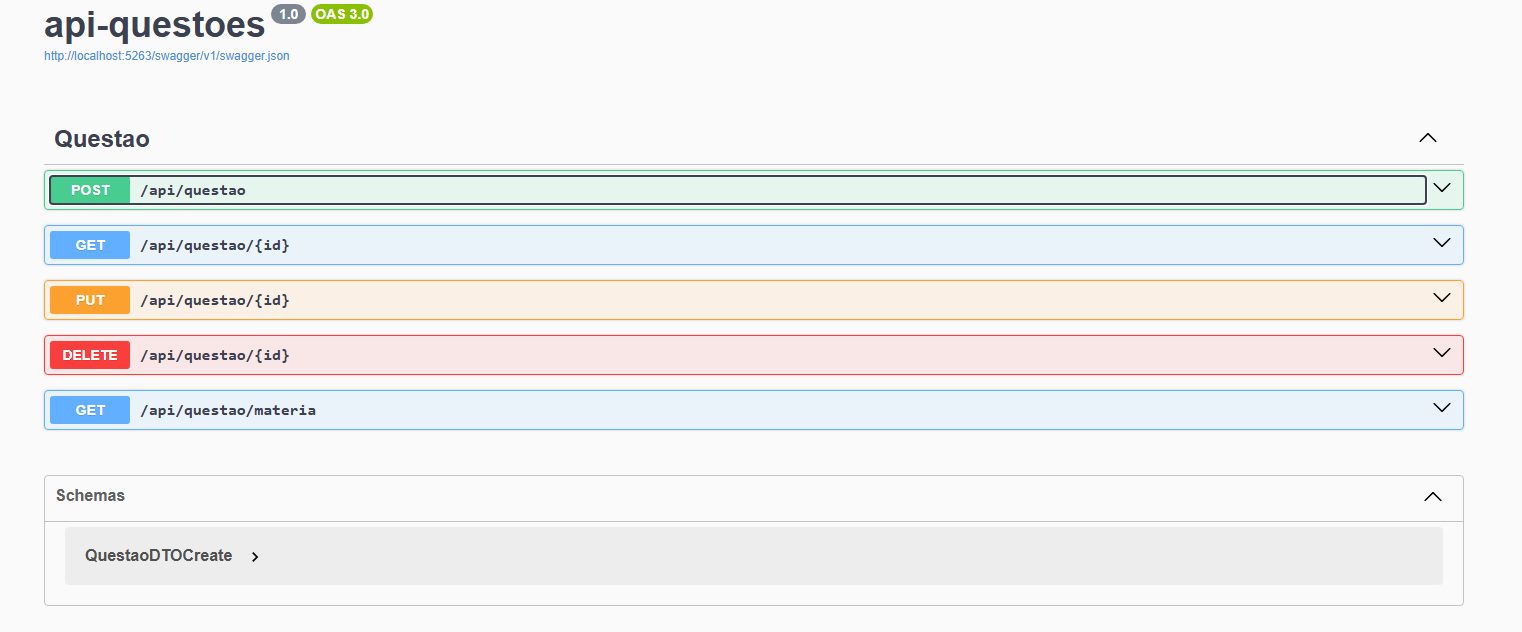 api-questoes 1.0 OAS 3.0
http://localhost:5263/swagger/v1/swagger.json
Questao
POST /api/questao
GET /api/questao/{id}
PUT /api/questao/{id}
DELETE /api/questao/{id}
GET /api/questao/materia
Schemas
QuestaoDTOCreate